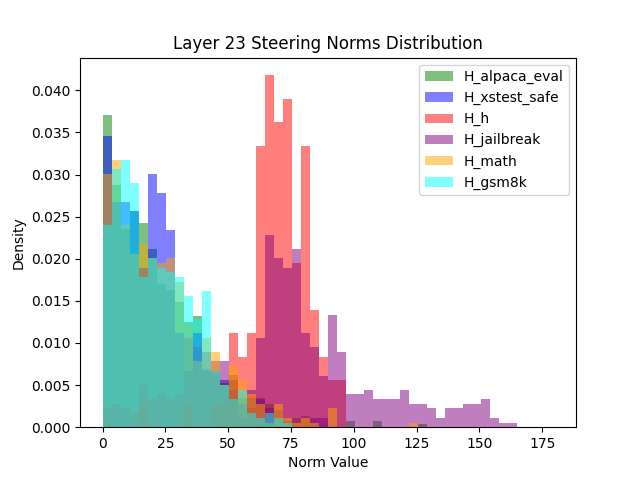 Layer 23 Steering Norms Distribution
H_alpaca_eval
H_xstest_safe
H_h
H_jailbreak
H_math
H_gsm8k
Density
0.040
0.035
0.030
0.025
0.020
0.015
0.010
0.005
0.000
0 25 50 75 100 125 150 175
Norm Value